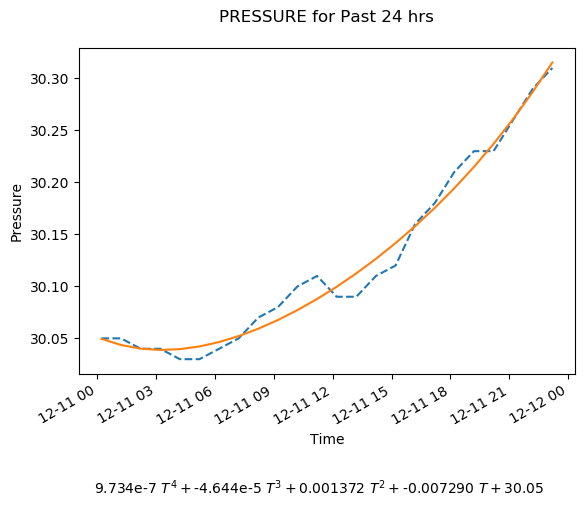 PRESSURE for Past 24 hrs
30.30
30.25
30.20
30.15
30.10
30.05
Pressure
12-11 00 12-11 03 12-11 06 12-11 09 12-11 12 12-11 15 12-11 18 12-11 21 12-12 00
Time
9.734e-7 T^4 + -4.644e-5 T^3 + 0.001372 T^2 + -0.007290 T + 30.05